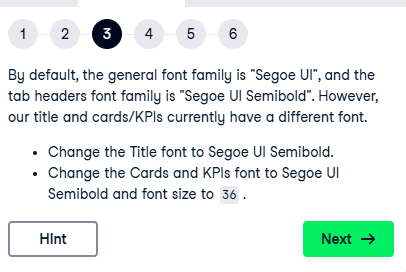 1 2 3 4 5 6
By default, the general font family is "Segoe UI", and the
tab headers font family is "Segoe UI Semibold". However,
our title and cards/KPIs currently have a different font.
• Change the Title font to Segoe UI Semibold.
• Change the Cards and KPIs font to Segoe UI
Semibold and font size to 36 .
Hint
Next →